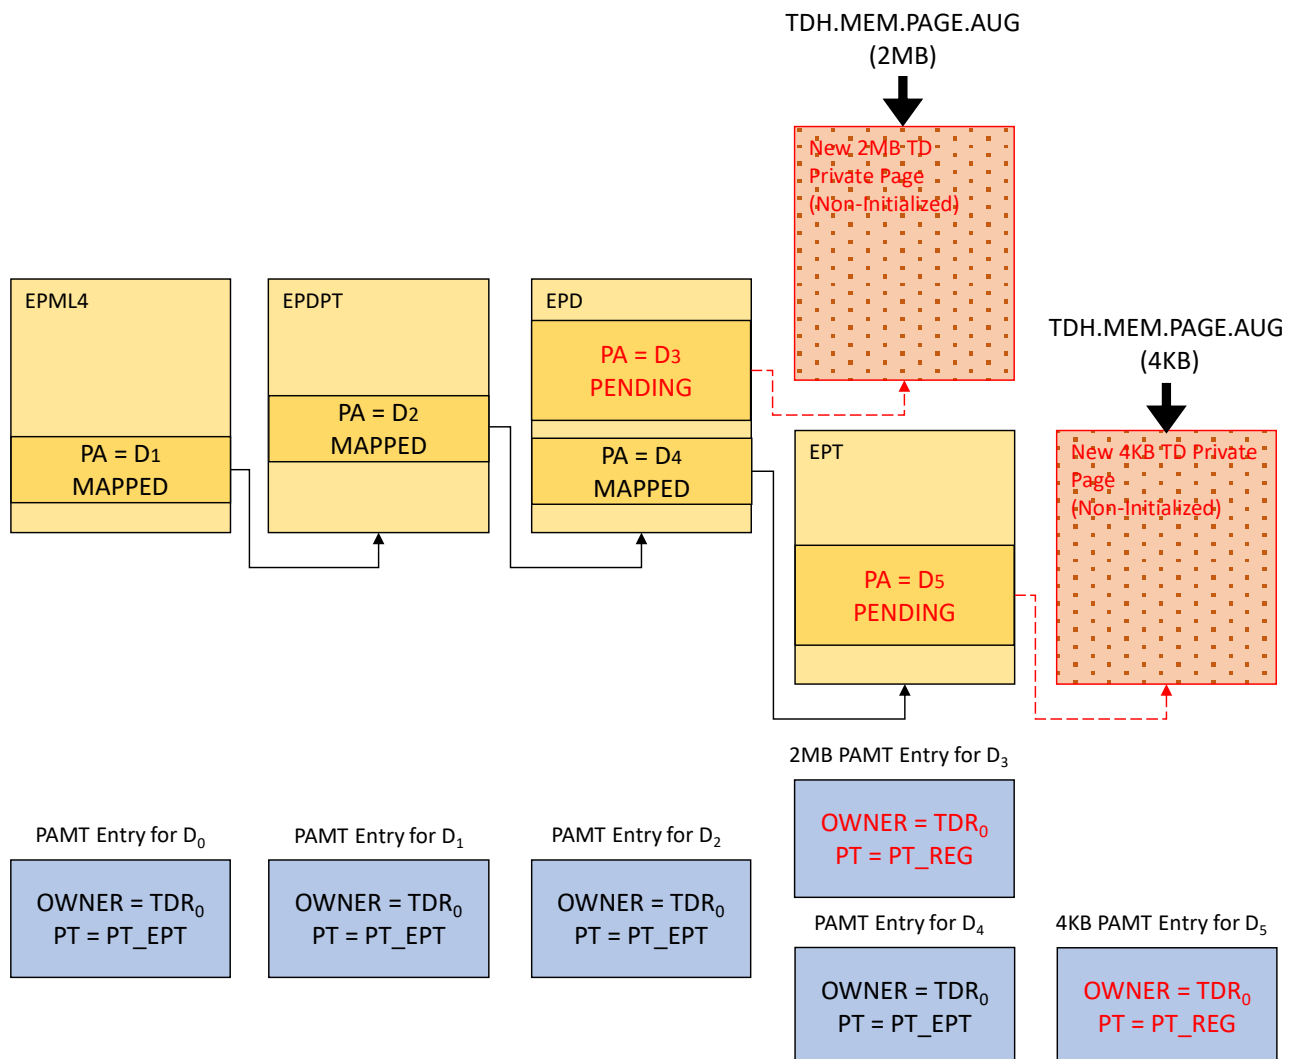 TDH.MEM.PAGE.AUG
(2MB)
New 2MB TD
Private Page
(Non-Initialized)
EPML4
PA = D1
MAPPED
EPDPT
PA = D2
MAPPED
EPD
PA = D3
PENDING
PA = D4
MAPPED
TDH.MEM.PAGE.AUG
(4KB)
EPT
PA = D5
PENDING
New 4KB TD Private
Page
(Non-Initialized)
PAMT Entry for D0
OWNER = TDR0
PT = PT_EPT
PAMT Entry for D1
OWNER = TDR0
PT = PT_EPT
PAMT Entry for D2
OWNER = TDR0
PT = PT_EPT
2MB PAMT Entry for D3
OWNER = TDR0
PT = PT_REG
PAMT Entry for D4
OWNER = TDR0
PT = PT_EPT
4KB PAMT Entry for D5
OWNER = TDR0
PT = PT_REG